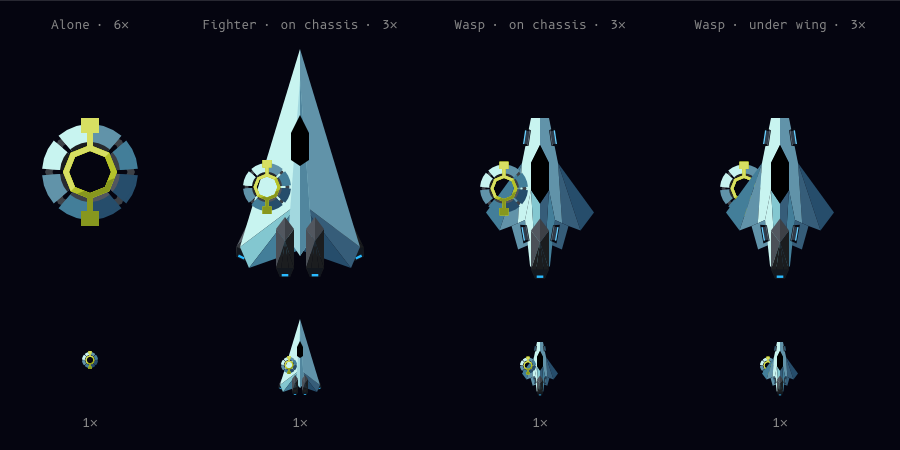 Alone · 6×
Fighter · on chassis · 3×
Wasp · on chassis · 3×
Wasp · under wing · 3×
1×
1×
1×
1×